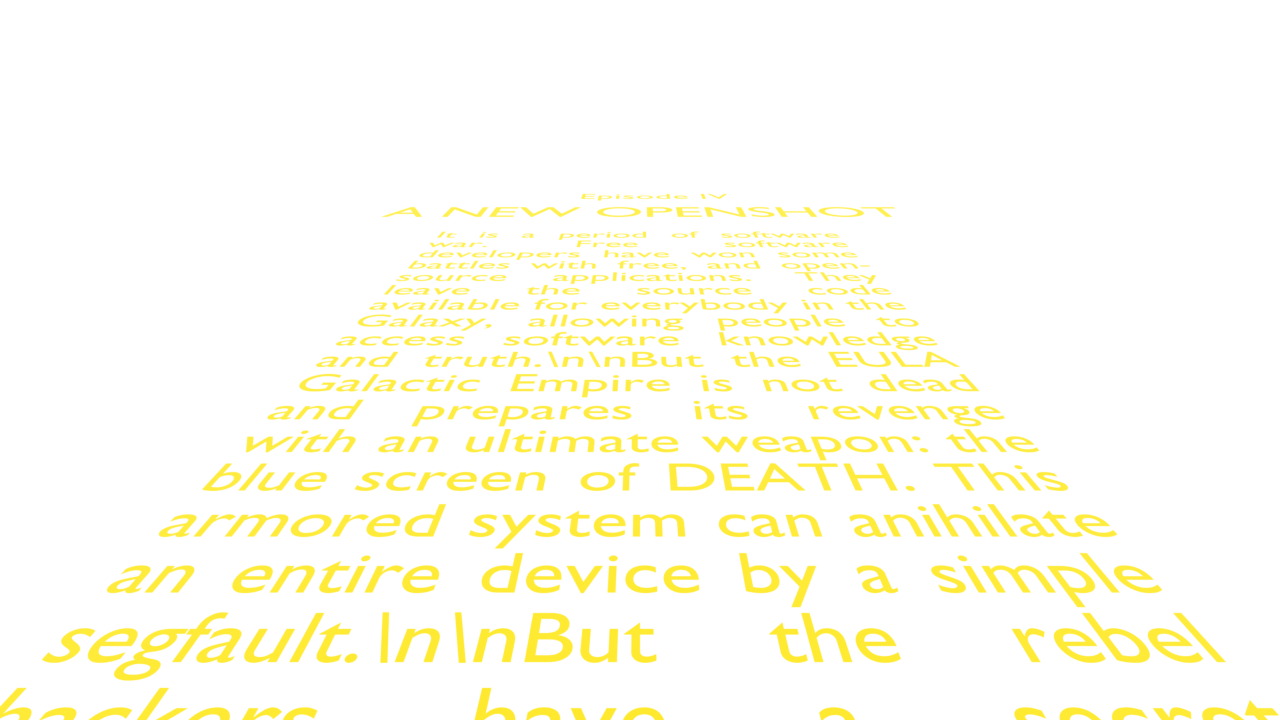 Episode IV
A NEW OPENSHOT
It is a period of software
war. Free software
developers have won some
battles with free, and open-
source applications. They
leave the source code
available for everybody in the
Galaxy, allowing people to
access software knowledge
and truth.\n\nBut the EULA
Galactic Empire is not dead
and prepares its revenge
with an ultimate weapon: the
blue screen of DEATH. This
armored system can anihilate
an entire device by a simple
segfault.\n\nBut the rebel
hackers have a secret